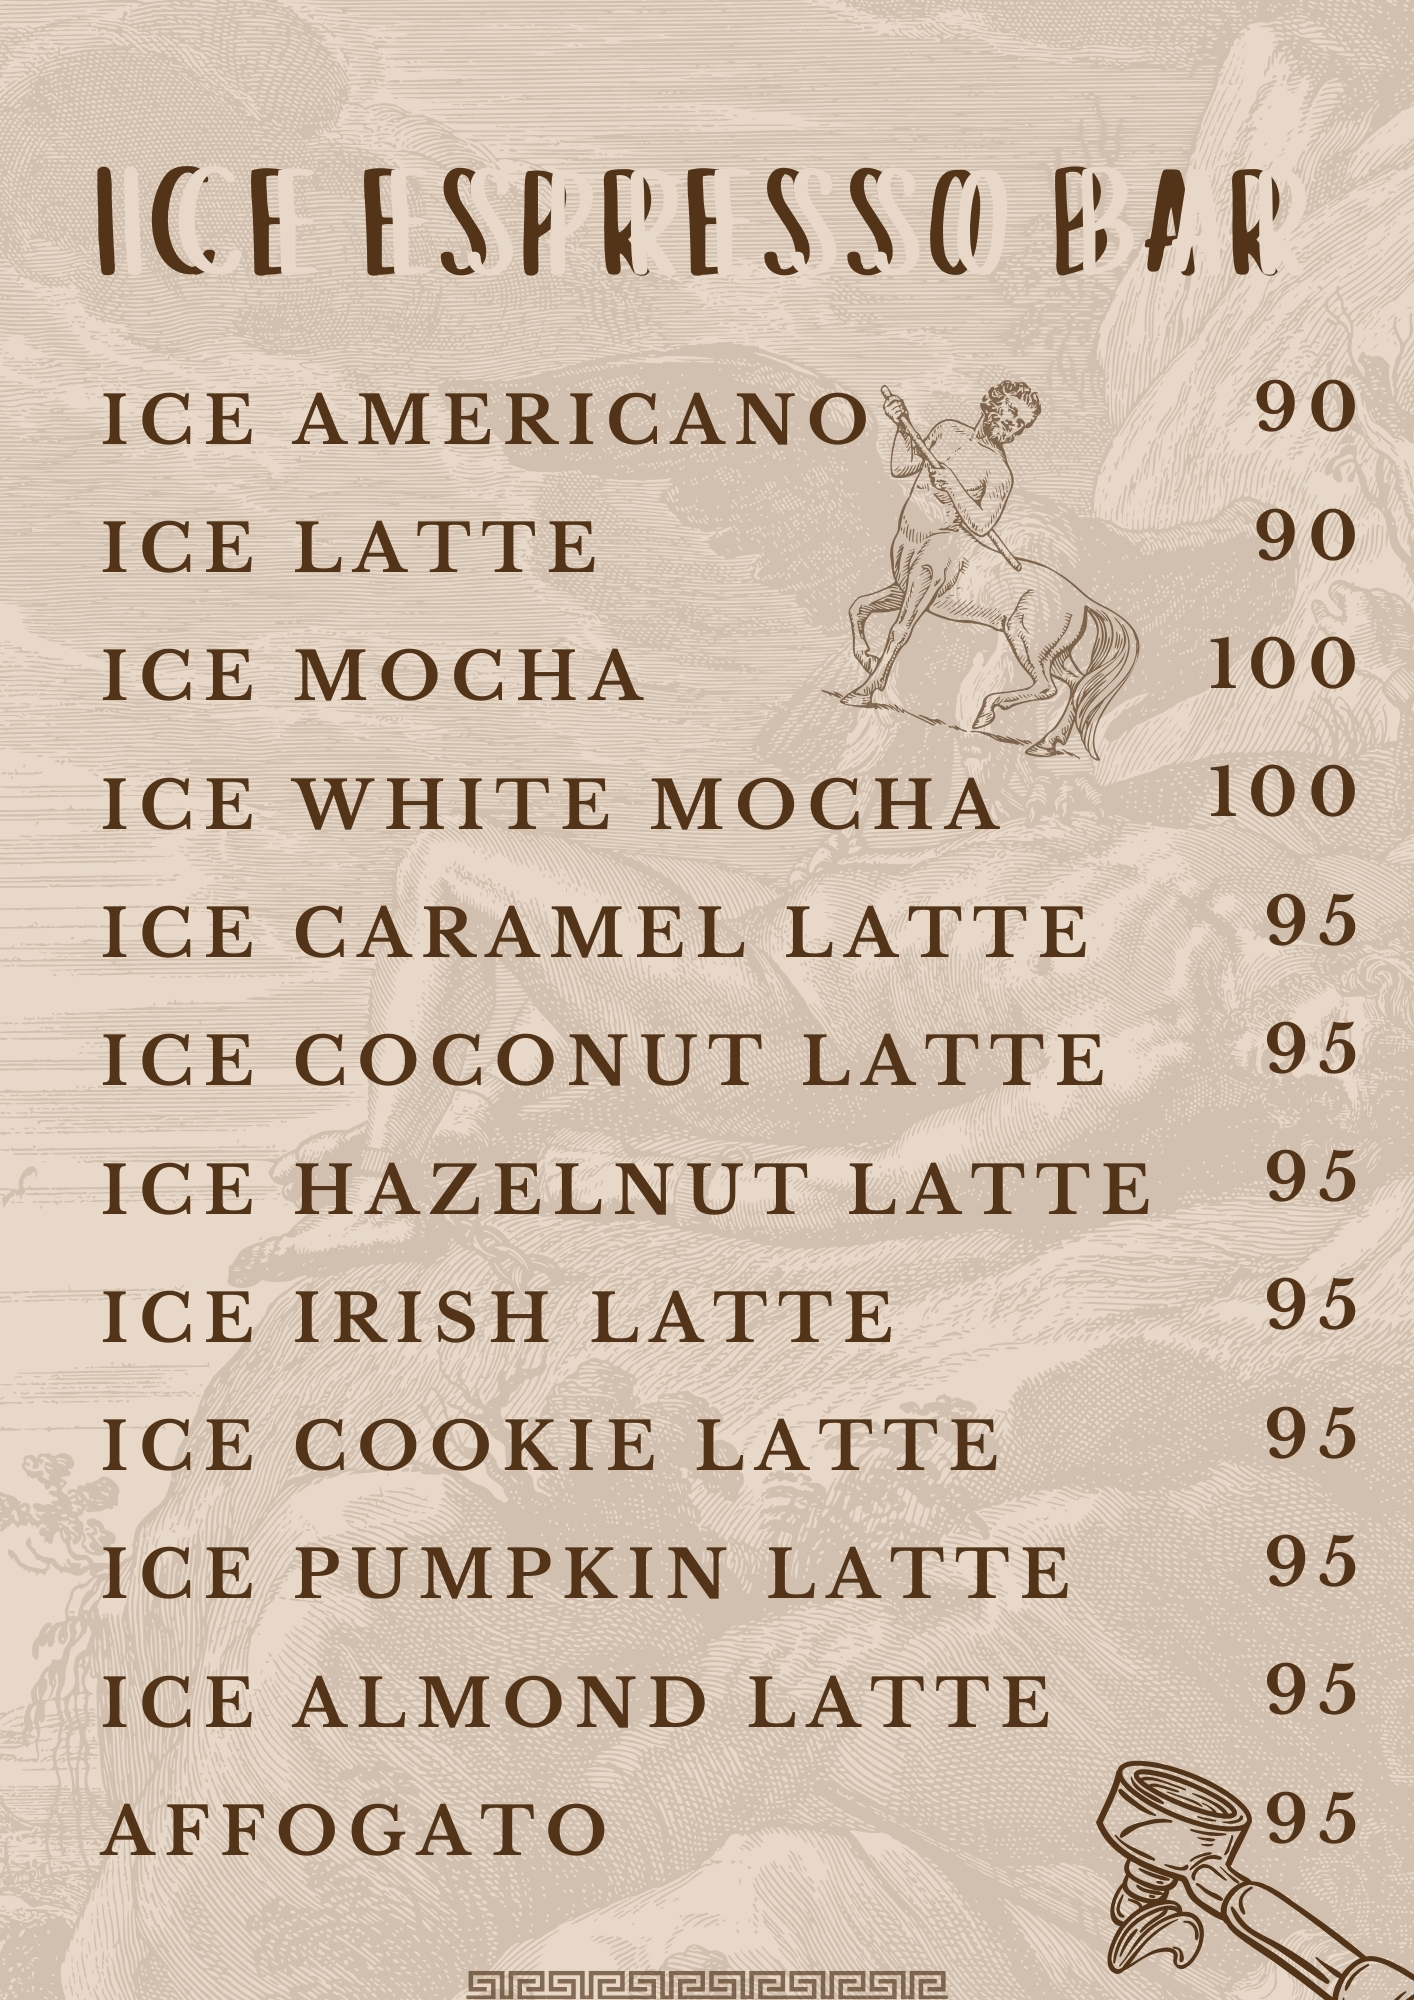 ICE ESPRESSO BAR
ICE AMERICANO 90
ICE LATTE 90
ICE MOCHA 100
ICE WHITE MOCHA 100
ICE CARAMEL LATTE 95
ICE COCONUT LATTE 95
ICE HAZELNUT LATTE 95
ICE IRISH LATTE 95
ICE COOKIE LATTE 95
ICE PUMPKIN LATTE 95
ICE ALMOND LATTE 95
AFFOGATO 95